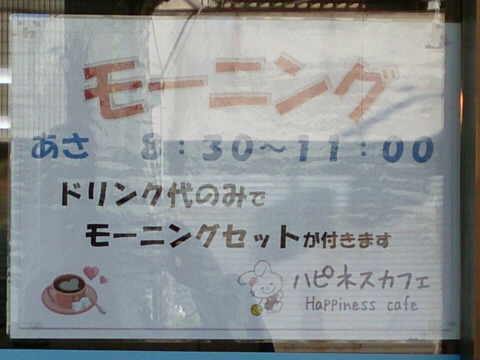 モーニング
あさ 8:30~11:00
ドリンク代のみで
モーニングセットが付きます
ハピネスカフェ
Happiness cafe